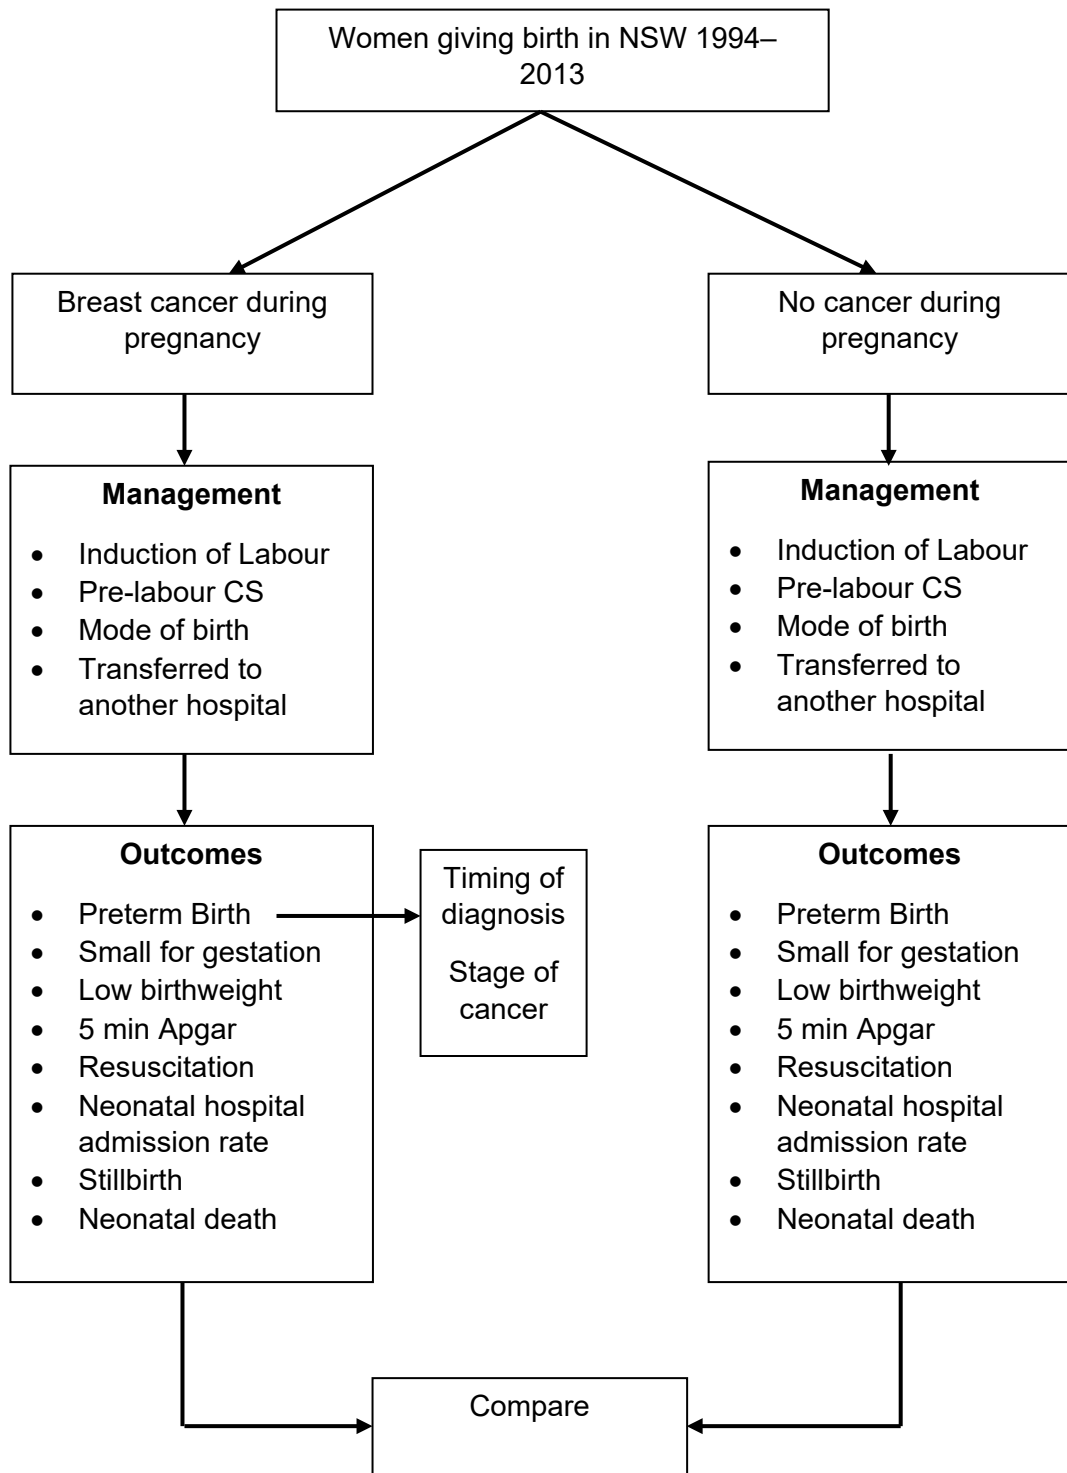 Women giving birth in NSW 1994–
2013
Breast cancer during
pregnancy
No cancer during
pregnancy
Management
• Induction of Labour
• Pre-labour CS
• Mode of birth
• Transferred to
another hospital
Management
• Induction of Labour
• Pre-labour CS
• Mode of birth
• Transferred to
another hospital
Outcomes
• Preterm Birth
• Small for gestation
• Low birthweight
• 5 min Apgar
• Resuscitation
• Neonatal hospital
admission rate
• Stillbirth
• Neonatal death
Timing of
diagnosis
Stage of
cancer
Outcomes
• Preterm Birth
• Small for gestation
• Low birthweight
• 5 min Apgar
• Resuscitation
• Neonatal hospital
admission rate
• Stillbirth
• Neonatal death
Compare